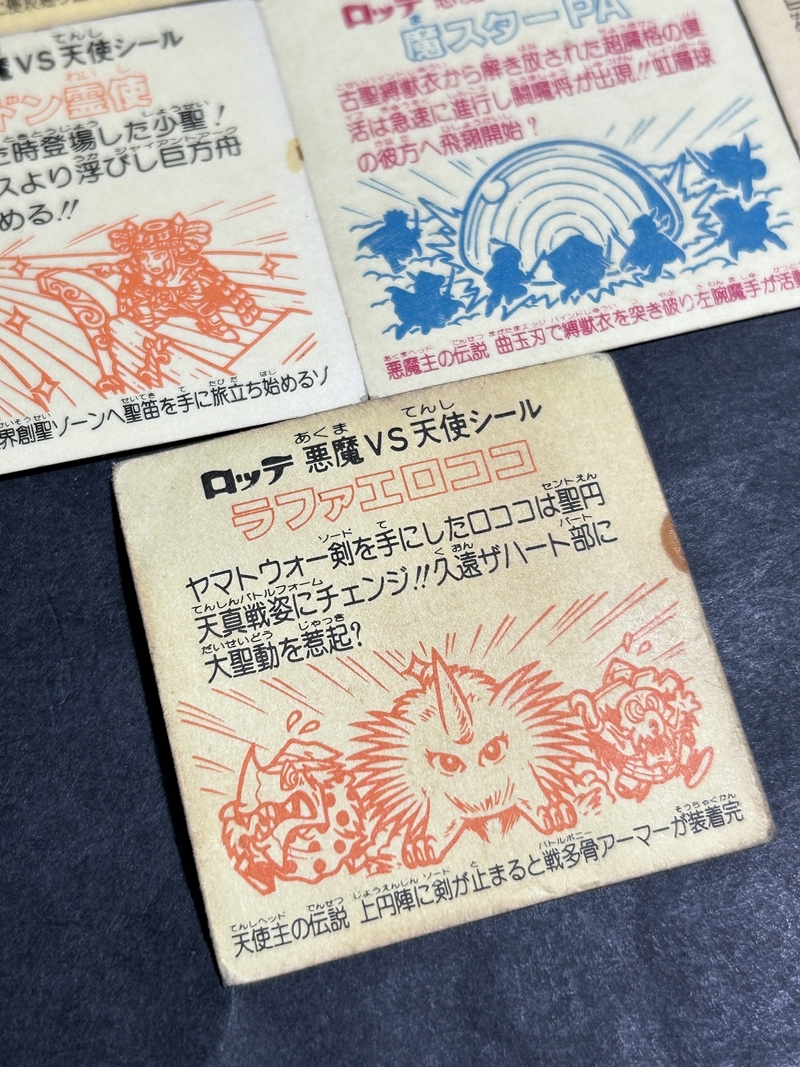 魔VS天使シール
ドン霊使
た時登場した少聖!
スより浮びし巨方舟
める!!
界創聖ゾーンへ聖笛を手に旅立ち始めるゾ
ロッテ
魔スターPA
古聖縛獣衣から解き放された超魔格の復
活は急速に進行し闘魔将が出現!!虹層球
の彼方へ飛翔開始?
悪魔主の伝説 曲玉刃で縛獣衣を突き破り左腕魔手が活動
ロッテ 悪魔VS天使シール
ラファエロココ
ヤマトウォー剣を手にしたロココは聖円
天真戦姿にチェンジ!!久遠ザハート部に
大聖動を惹起?
天使主の伝説 上円陣に剣が止まると戦多骨アーマーが装着完